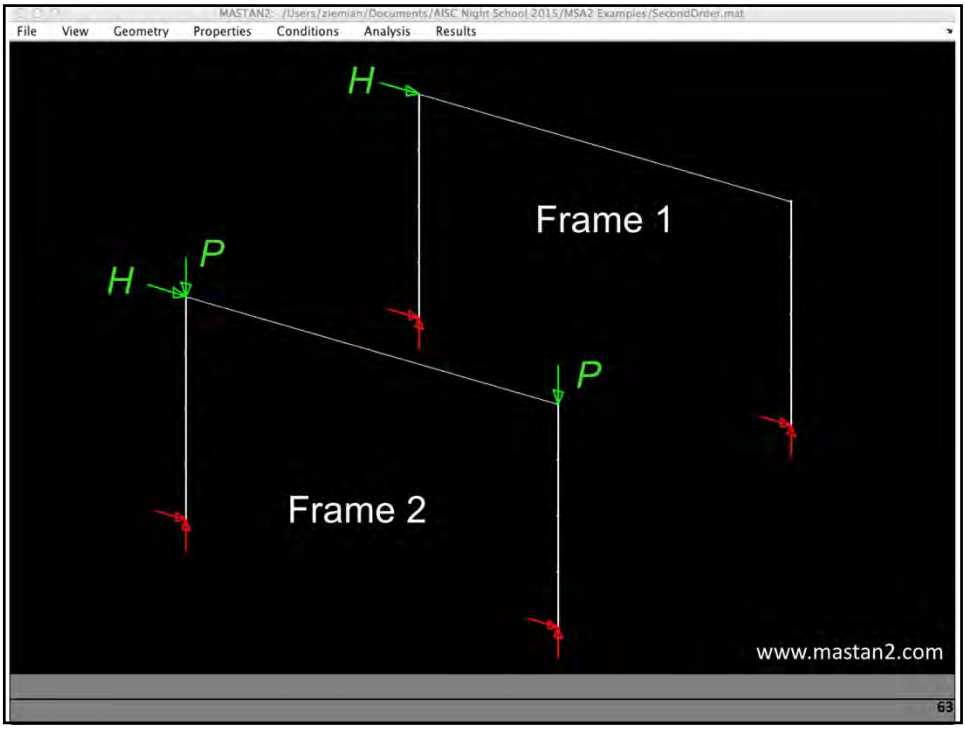 MASTAN2: /Users/ziemian/Documents/AISC Night School 2015/MSA2 Examples/SecondOrder.mat
File View Geometry Properties Conditions Analysis Results
H
Frame 1
P
H
P
Frame 2
www.mastan2.com
63